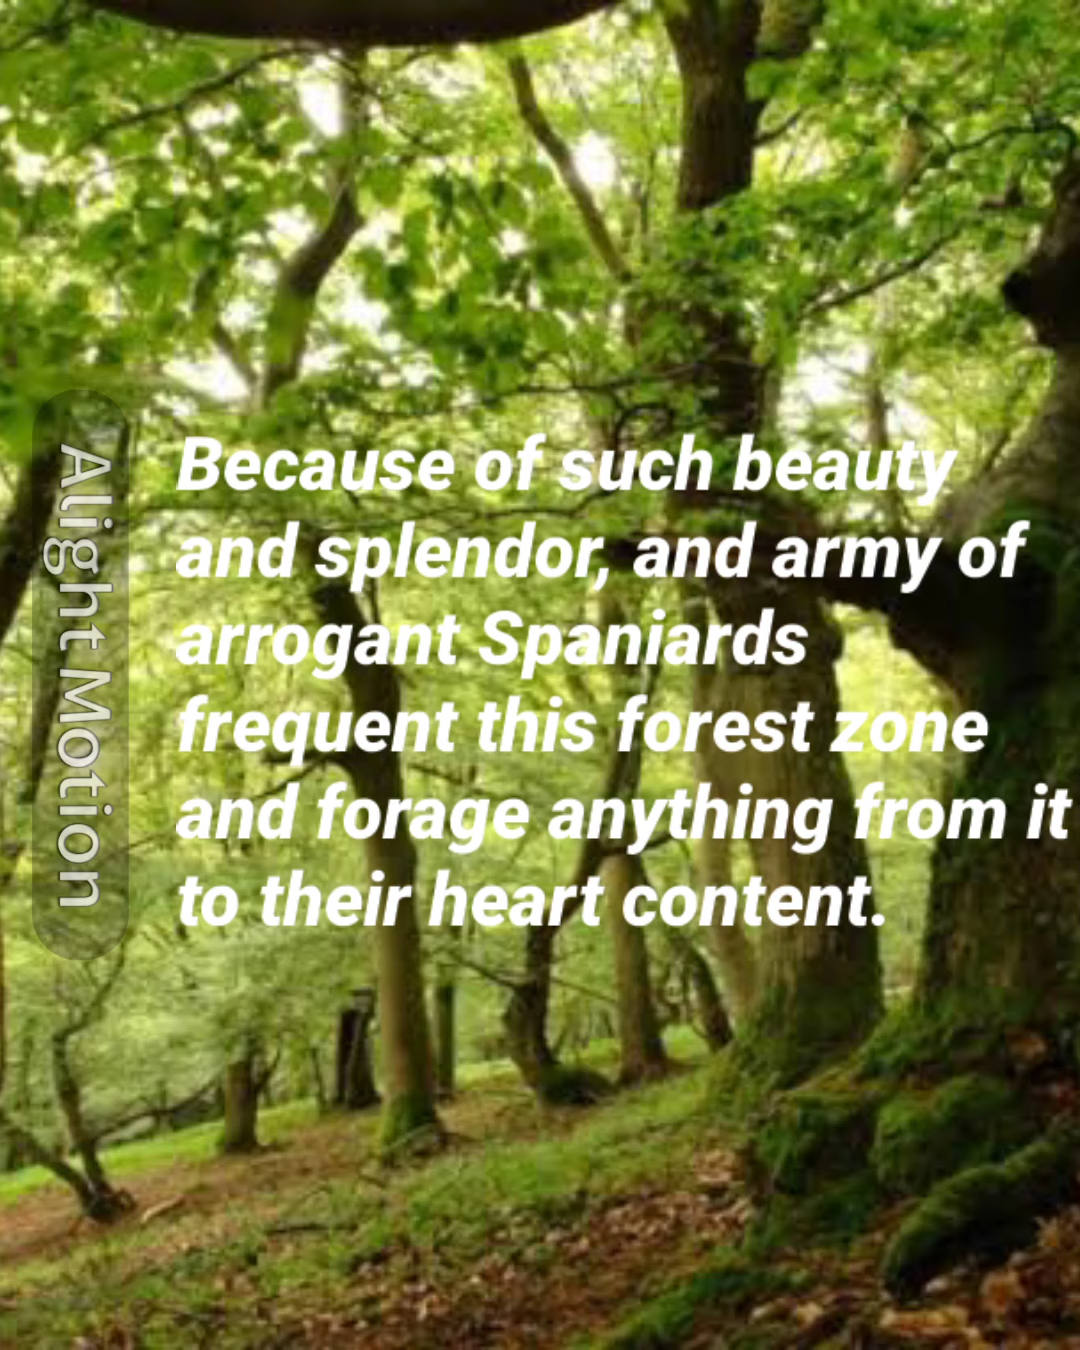 Alight Motion
Because of such beauty
and splendor, and army of
arrogant Spaniards
frequent this forest zone
and forage anything from it
to their heart content.